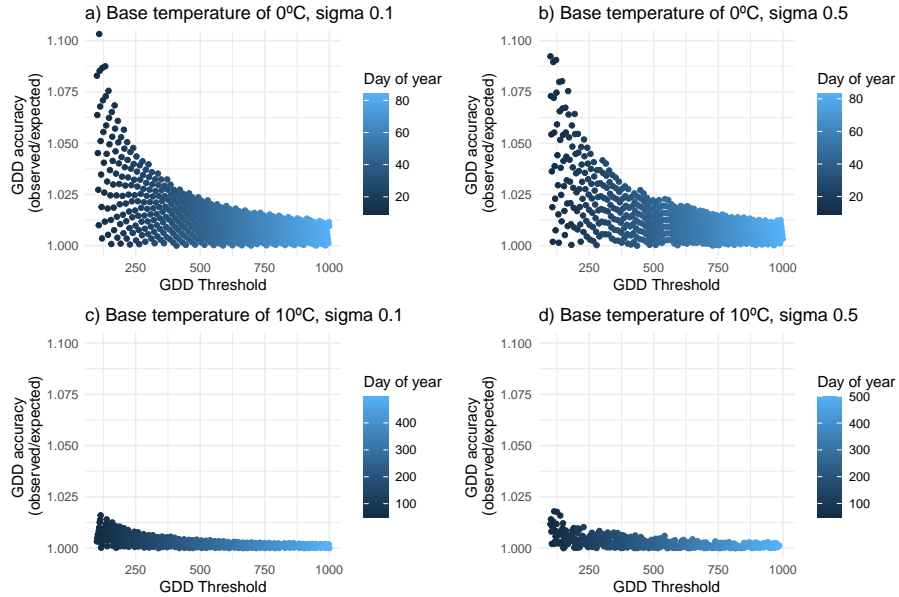 a) Base temperature of 0ºC, sigma 0.1
1.100
1.075
1.050
1.025
1.000
GDD accuracy
(observed/expected)
250 500 750 1000
GDD Threshold
Day of year
80
60
40
20
b) Base temperature of 0ºC, sigma 0.5
1.100
1.075
1.050
1.025
1.000
GDD accuracy
(observed/expected)
250 500 750 1000
GDD Threshold
Day of year
80
60
40
20
c) Base temperature of 10ºC, sigma 0.1
1.100
1.075
1.050
1.025
1.000
GDD accuracy
(observed/expected)
250 500 750 1000
GDD Threshold
Day of year
400
300
200
100
d) Base temperature of 10ºC, sigma 0.5
1.100
1.075
1.050
1.025
1.000
GDD accuracy
(observed/expected)
250 500 750 1000
GDD Threshold
Day of year
500
400
300
200
100